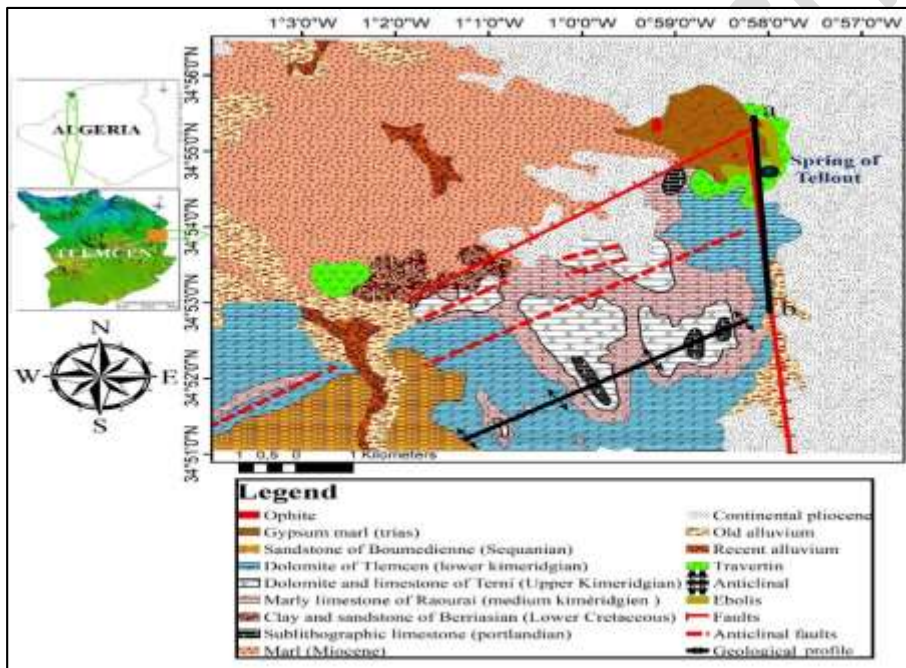 1°3'0"W 1°2'0"W 1°1'0"W 1°0'0"W 0°59'0"W 0°58'0"W 0°57'0"W
34°56'0"N
34°55'0"N
34°54'0"N
34°53'0"N
34°52'0"N
34°51'0"N
ALGERIA
TLEMCEN
N
W E
S
a
Spring of
Tellout
b
1 0,5 0 1 Kilometers
Legend
Ophite
Gypsum marl (trias)
Sandstone of Boumedienne (Sequanian)
Dolomite of Tlemcen (lower kimeridgian)
Dolomite and limestone of Terni (Upper Kimeridgian)
Marly limestone of Raourai (medium kiméridgien )
Clay and sandstone of Berriasian (Lower Cretaceous)
Sublithographic limestone (portlandian)
Marl (Miocene)
Continental pliocene
Old alluvium
Recent alluvium
Travertin
Anticlinal
Ebolis
Faults
Anticlinal faults
Geological profile